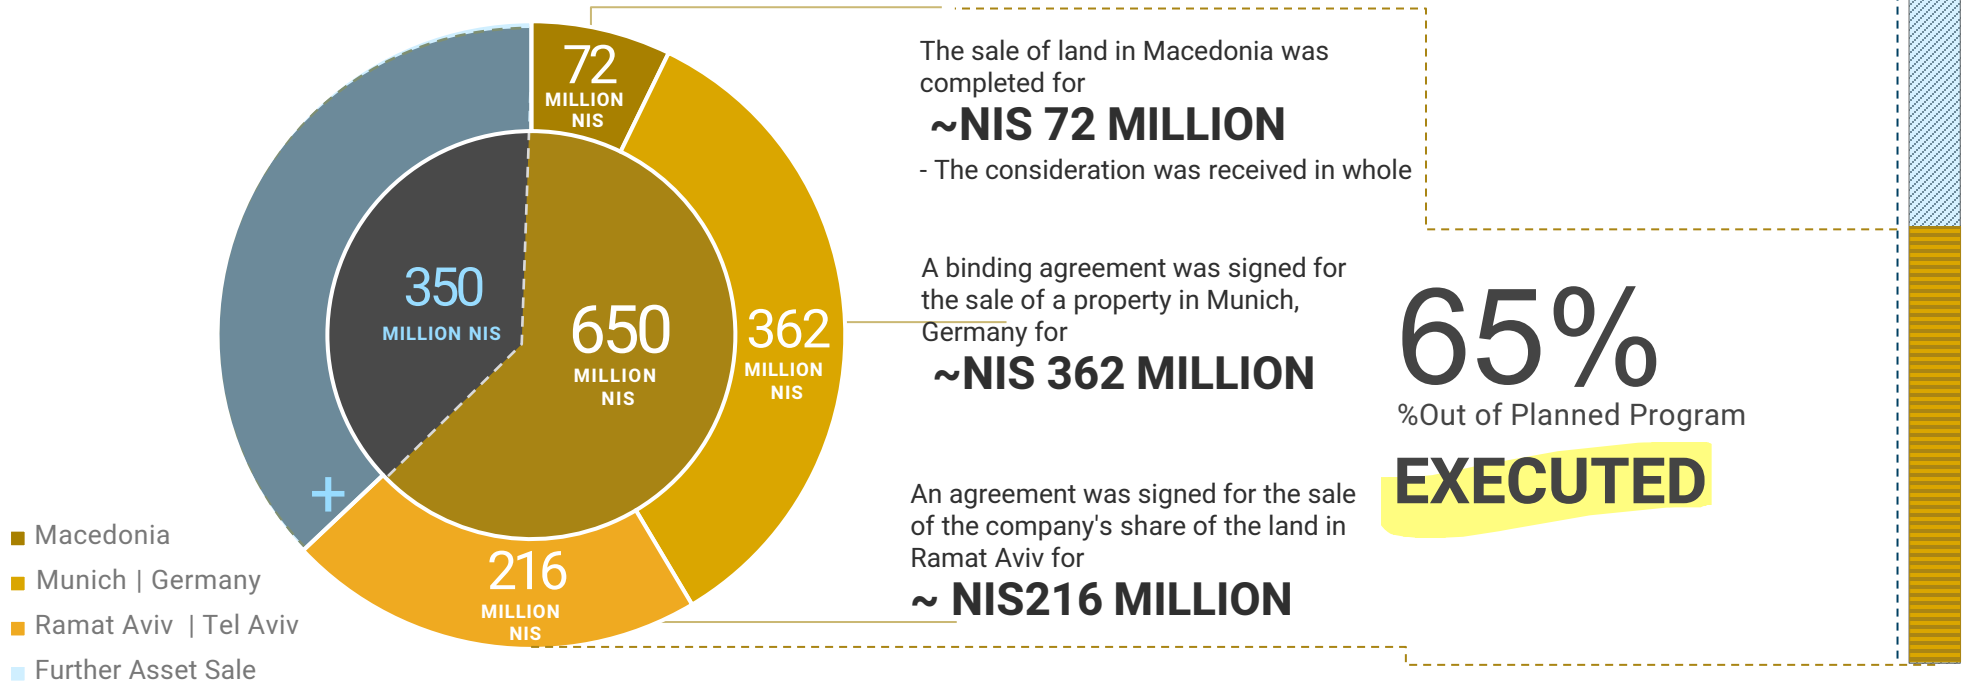 72
MILLION
NIS
350
MILLION NIS
650
MILLION
NIS
362
MILLION
NIS
+
216
MILLION
NIS
Macedonia
Munich | Germany
Ramat Aviv | Tel Aviv
Further Asset Sale
The sale of land in Macedonia was
completed for
~NIS 72 MILLION
- The consideration was received in whole
A binding agreement was signed for
the sale of a property in Munich,
Germany for
~NIS 362 MILLION
An agreement was signed for the sale
of the company's share of the land in
Ramat Aviv for
~ NIS216 MILLION
65%
%Out of Planned Program
EXECUTED